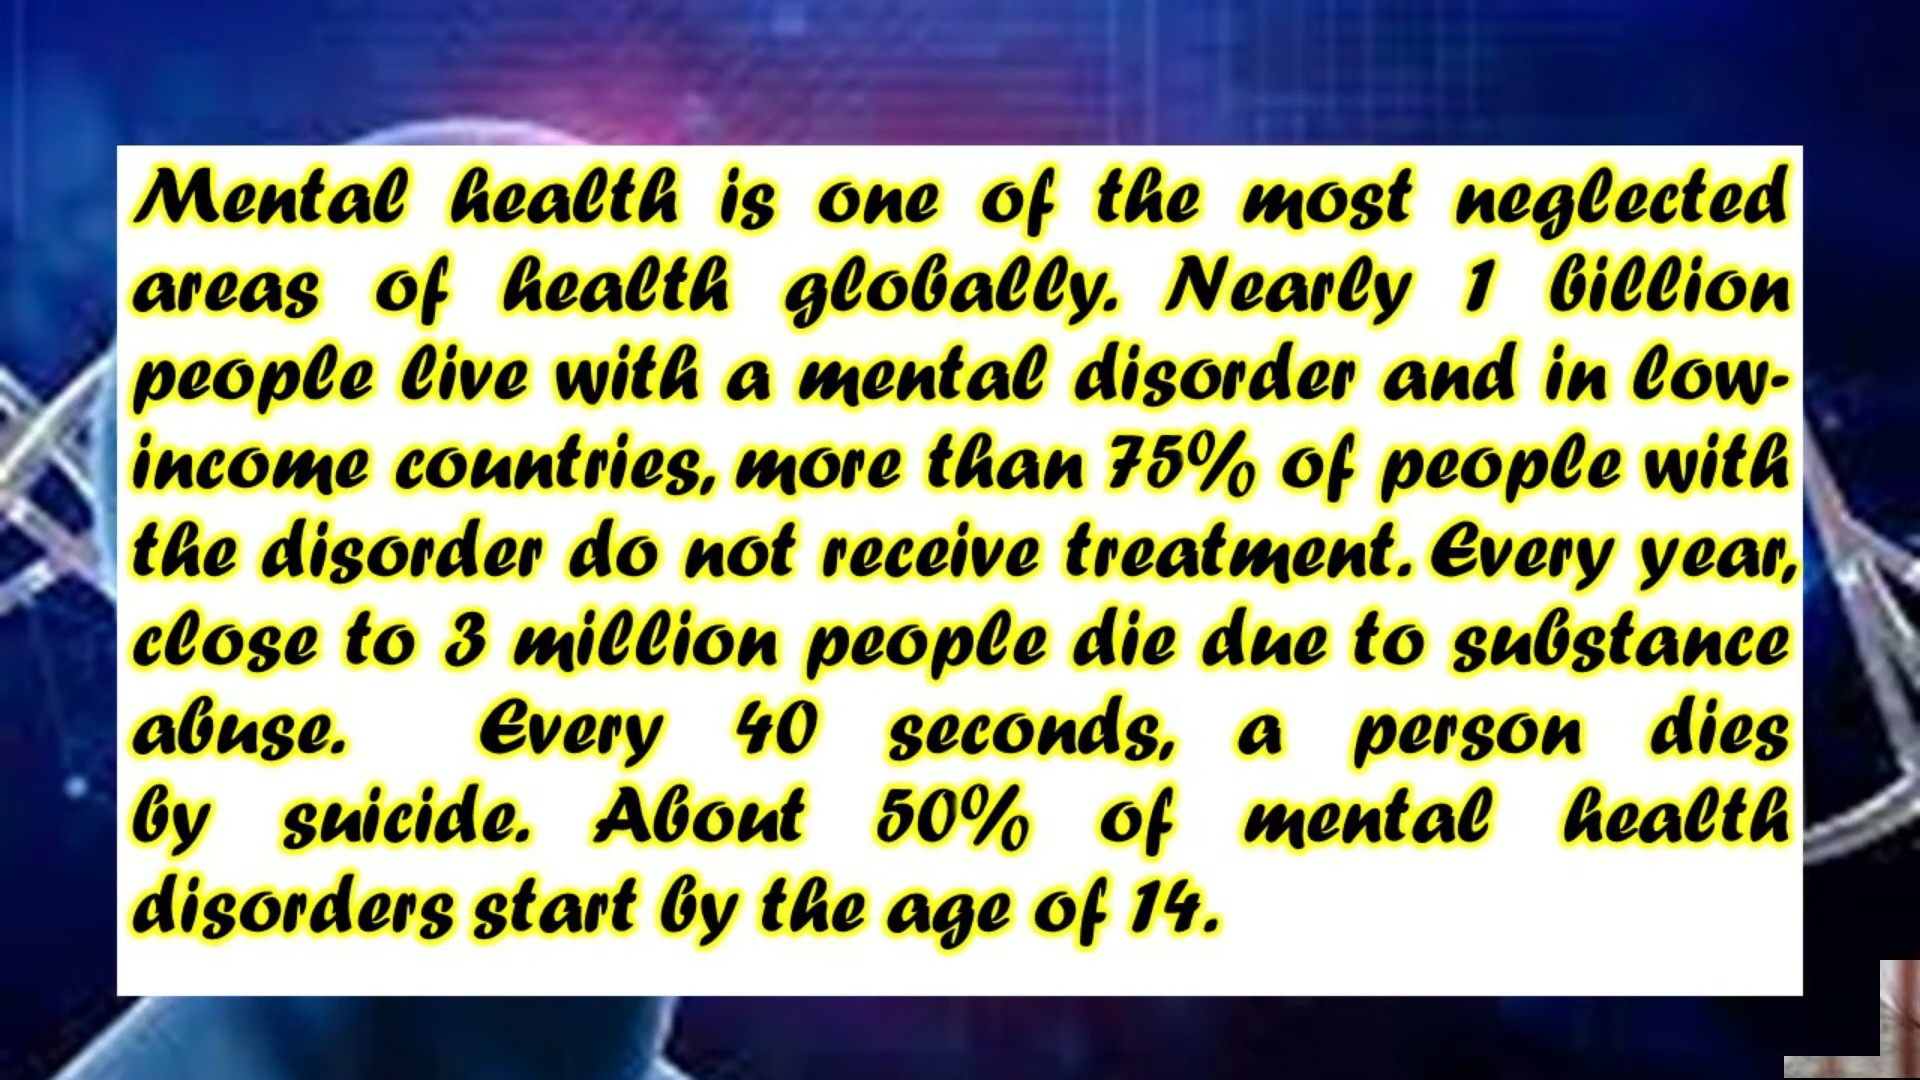 Mental health is one of the most neglected
areas of health globally. Nearly 1 billion
people live with a mental disorder and in low-
income countries, more than 75% of people with
the disorder do not receive treatment. Every year,
close to 3 million people die due to substance
abuse. Every 40 seconds, a person dies
by suicide. About 50% of mental health
disorders start by the age of 14.